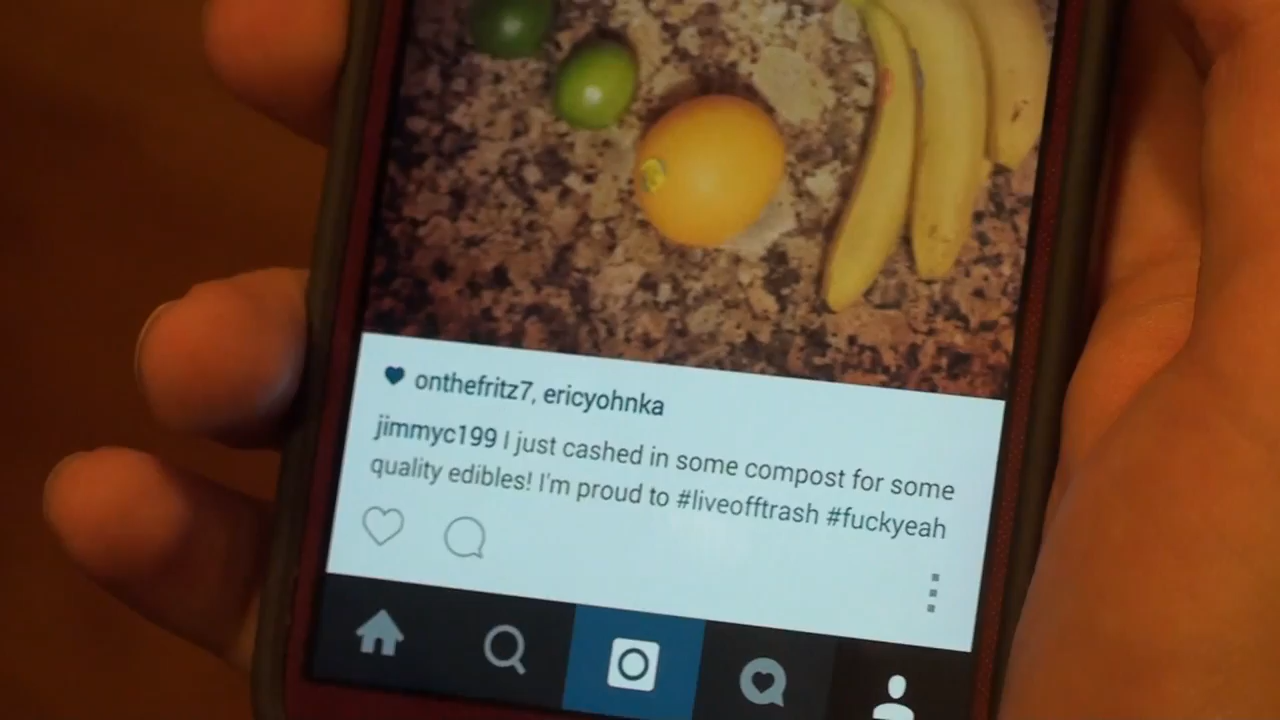 onthefritz7, ericyohnka
jimmyc199 I just cashed in some compost for some
quality edibles! I'm proud to #liveofftrash #fuckyeah